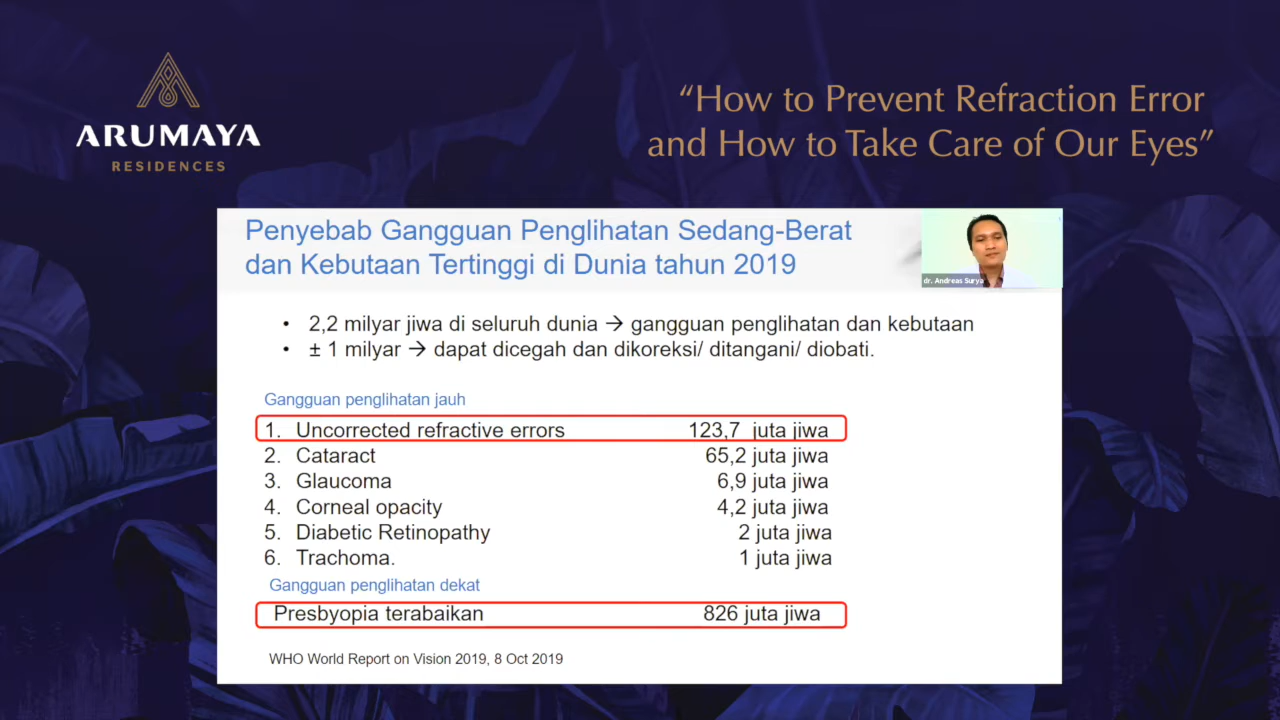 ARUMAYA
RESIDENCES
“How to Prevent Refraction Error
and How to Take Care of Our Eyes”
Penyebab Gangguan Penglihatan Sedang-Berat
dan Kebutaan Tertinggi di Dunia tahun 2019
dr. Andreas Surya
• 2,2 milyar jiwa di seluruh dunia → gangguan penglihatan dan kebutaan
• ± 1 milyar → dapat dicegah dan dikoreksi/ ditangani/ diobati.
Gangguan penglihatan jauh
1. Uncorrected refractive errors 123,7 juta jiwa
2. Cataract 65,2 juta jiwa
3. Glaucoma 6,9 juta jiwa
4. Corneal opacity 4,2 juta jiwa
5. Diabetic Retinopathy 2 juta jiwa
6. Trachoma. 1 juta jiwa
Gangguan penglihatan dekat
Presbyopia terabaikan 826 juta jiwa
WHO World Report on Vision 2019, 8 Oct 2019